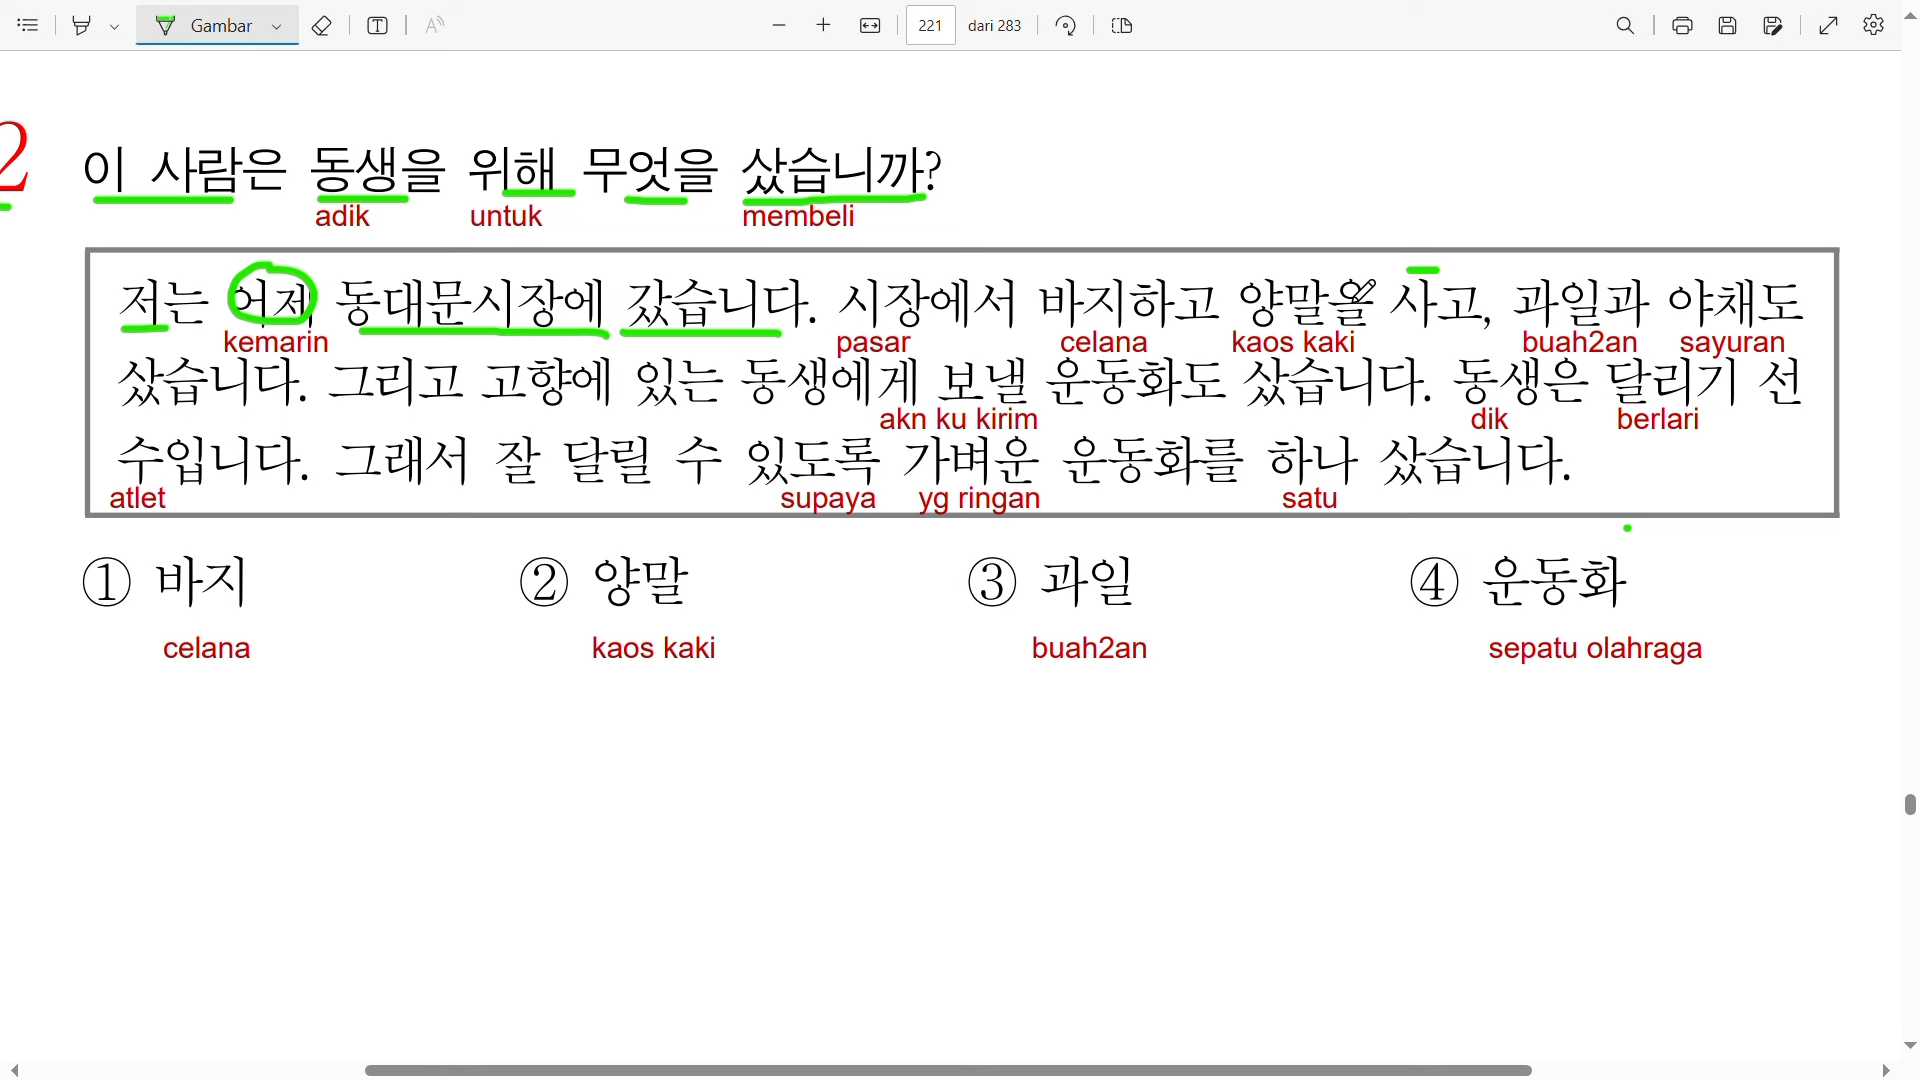 Gambar 221 dari 283
2 이 사람은 동생을 위해 무엇을 샀습니까?
adik untuk membeli
저는 어제 동대문시장에 갔습니다. 시장에서 바지하고 양말을 사고, 과일과 야채도
kemarin pasar celana kaos kaki buah2an sayuran
샀습니다. 그리고 고향에 있는 동생에게 보낼 운동화도 샀습니다. 동생은 달리기 선
akn ku kirim dik berlari
수입니다. 그래서 잘 달릴 수 있도록 가벼운 운동화를 하나 샀습니다.
atlet supaya yg ringan satu
① 바지 ② 양말 ③ 과일 ④ 운동화
celana kaos kaki buah2an sepatu olahraga